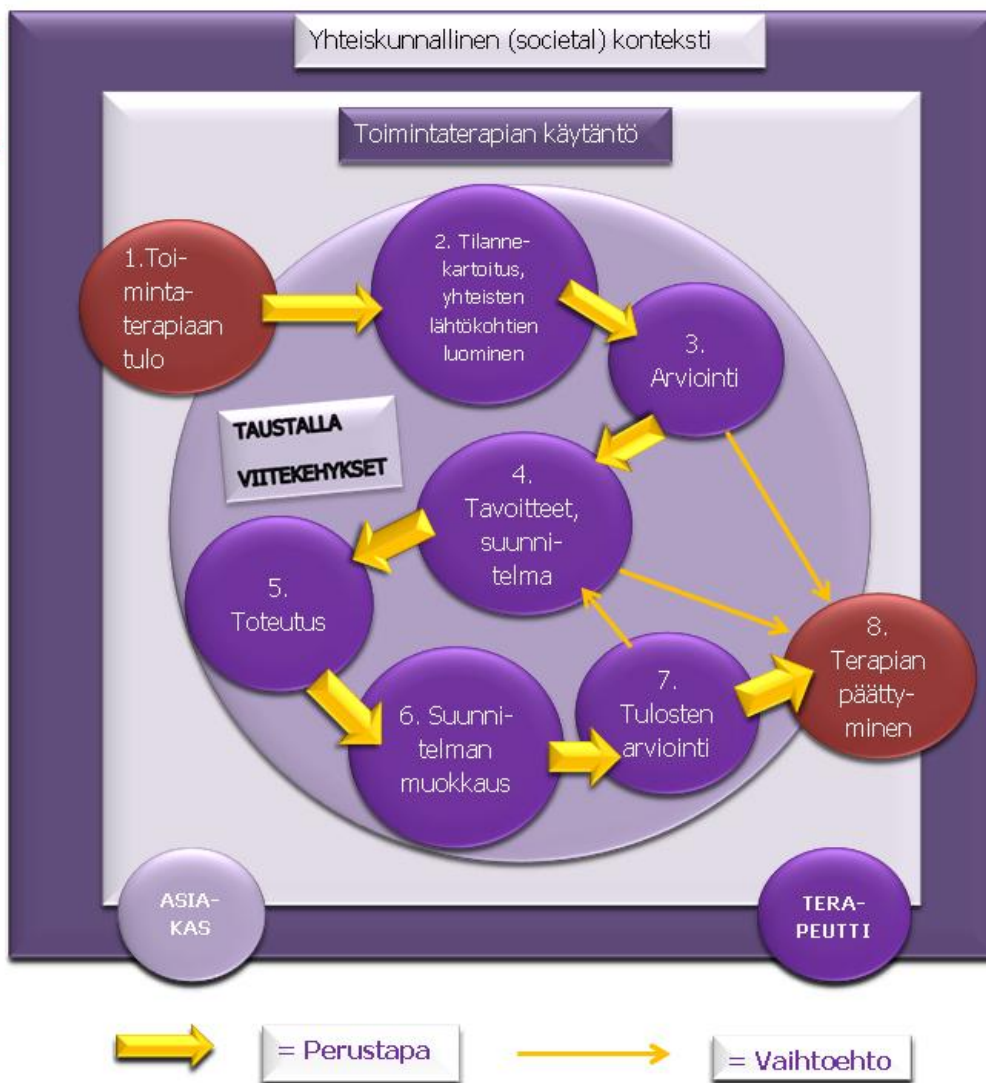 Yhteiskunnallinen (societal) konteksti
Toimintaterapian käytäntö
1.Toi-
minta-
terapiaan
tulo
2. Tilanne-
kartoitus,
yhteisten
lähtökohtien
luominen
3.
Arviointi
TAUSTALLA
VIITEKEHYKSET
4.
Tavoitteet,
suunni-
telma
5.
Toteutus
6. Suunni-
telman
muokkaus
7.
Tulosten
arviointi
8.
Terapian
päätty-
minen
ASIA-
KAS
TERA-
PEUTTI
= Perustapa
= Vaihtoehto